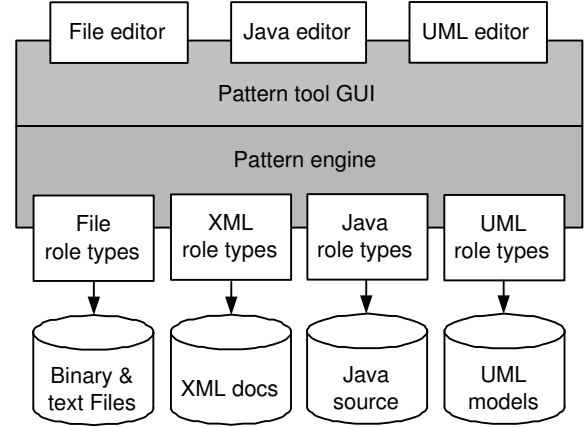 File editor
Java editor
UML editor
Pattern tool GUI
Pattern engine
File
role types
XML
role types
Java
role types
UML
role types
Binary &
text Files
XML docs
Java
source
UML
models